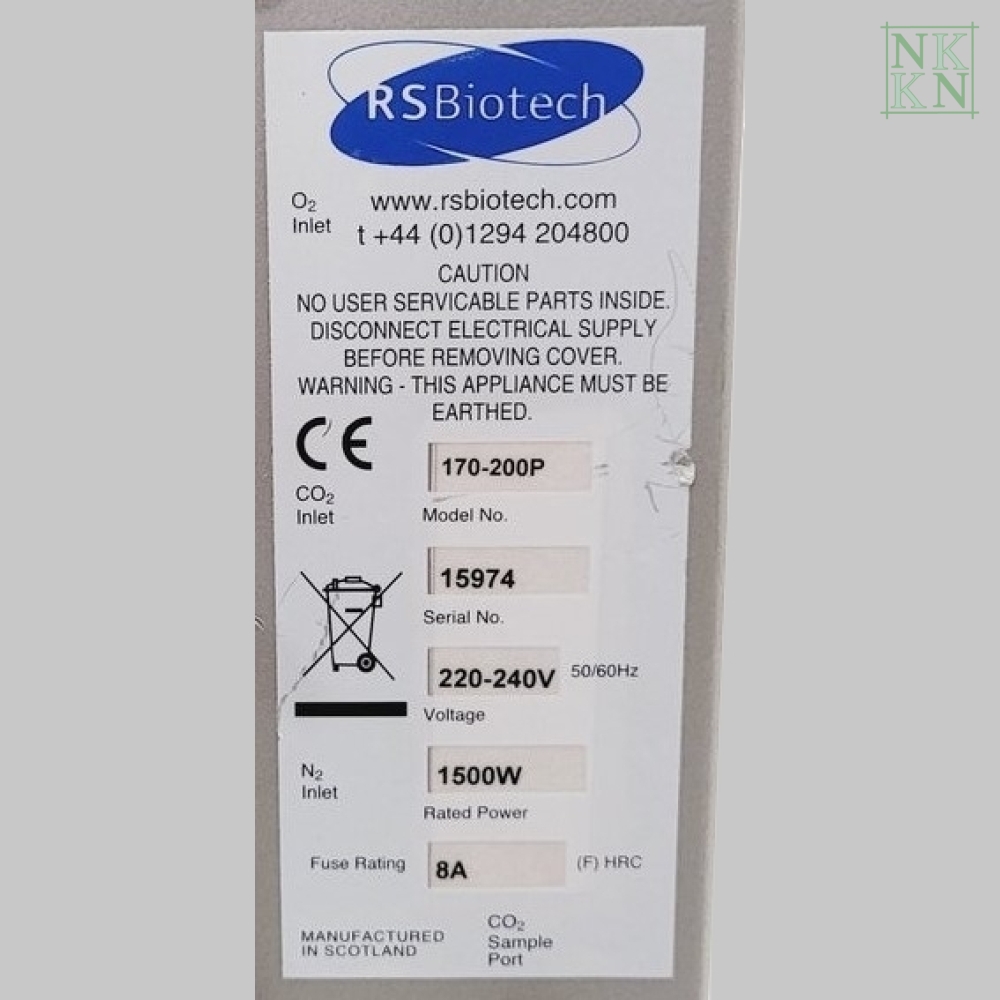 NK
KN
RSBiotech
O₂
Inlet
www.rsbiotech.com
t +44 (0)1294 204800
CAUTION
NO USER SERVICABLE PARTS INSIDE.
DISCONNECT ELECTRICAL SUPPLY
BEFORE REMOVING COVER.
WARNING - THIS APPLIANCE MUST BE
EARTHED.
CE
170-200P
CO₂
Inlet
Model No.
15974
Serial No.
220-240V 50/60Hz
Voltage
N₂
Inlet
1500W
Rated Power
Fuse Rating 8A (F) HRC
MANUFACTURED
IN SCOTLAND
CO₂
Sample
Port